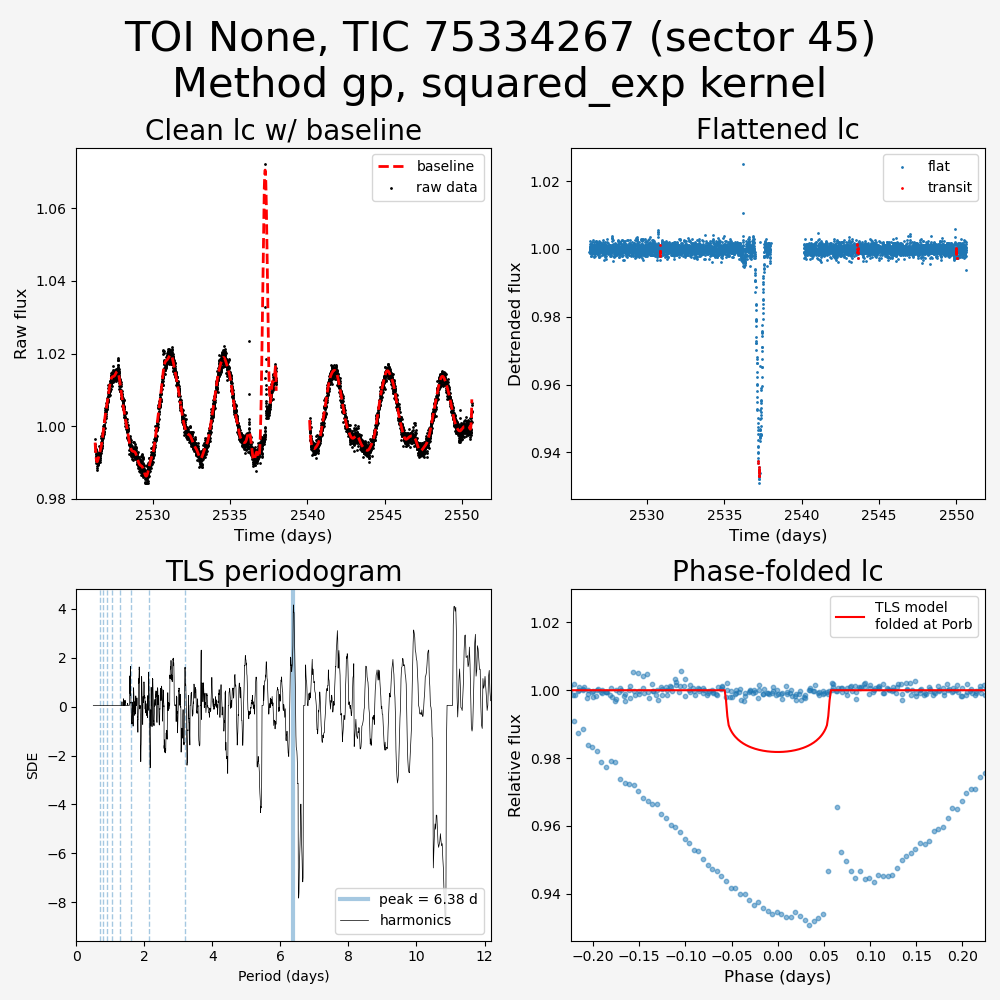 TOI None, TIC 75334267 (sector 45)
Method gp, squared_exp kernel
Clean lc w/ baseline
baseline
raw data
Raw flux
1.06
1.04
1.02
1.00
0.98
2530
2535
2540
2545
2550
Time (days)
Flattened lc
flat
transit
Detrended flux
1.02
1.00
0.98
0.96
0.94
2530
2535
2540
2545
2550
Time (days)
TLS periodogram
SDE
4
2
0
−2
−4
−6
−8
peak = 6.38 d
harmonics
0
2
4
6
8
10
12
Period (days)
Phase-folded lc
TLS model
folded at Porb
Relative flux
1.02
1.00
0.98
0.96
0.94
−0.20
−0.15
−0.10
−0.05
0.00
0.05
0.10
0.15
0.20
Phase (days)